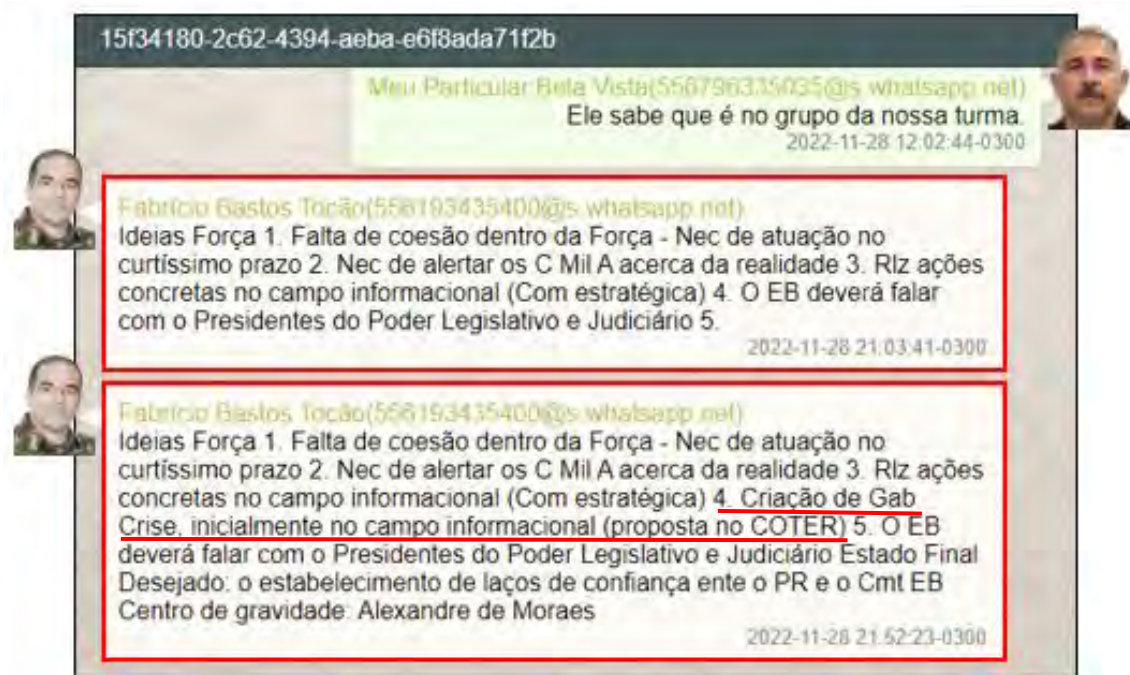 15f34180-2c62-4394-aeba-e6f8ada71f2b
Meu Particular Bela Vista(556796335035@s.whatsapp.net)
Ele sabe que é no grupo da nossa turma.
2022-11-28 12:02:44-0300
Fabrício Bastos Tocão(556193435400@s.whatsapp.net)
Ideias Força 1. Falta de coesão dentro da Força - Nec de atuação no
curtíssimo prazo 2. Nec de alertar os C Mil A acerca da realidade 3. Rlz ações
concretas no campo informacional (Com estratégica) 4. O EB deverá falar
com o Presidentes do Poder Legislativo e Judiciário 5.
2022-11-28 21:03:41-0300
Fabrício Bastos Tocão(556193435400@s.whatsapp.net)
Ideias Força 1. Falta de coesão dentro da Força - Nec de atuação no
curtíssimo prazo 2. Nec de alertar os C Mil A acerca da realidade 3. Rlz ações
concretas no campo informacional (Com estratégica) 4. Criação de Gab
Crise, inicialmente no campo informacional (proposta no COTER) 5. O EB
deverá falar com o Presidentes do Poder Legislativo e Judiciário Estado Final
Desejado: o estabelecimento de laços de confiança ente o PR e o Cmt EB
Centro de gravidade: Alexandre de Moraes
2022-11-28 21:52:23-0300